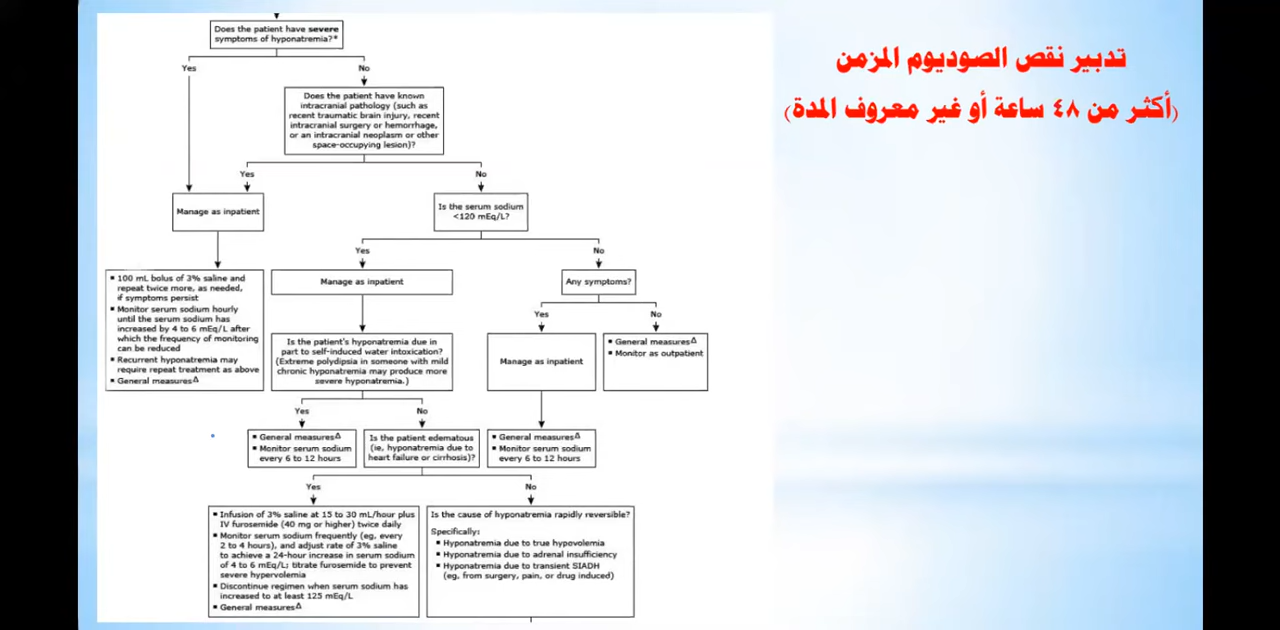 تدبير نقص الصوديوم المزمن
(أكثر من ٤٨ ساعة أو غير معروف المدة)
Does the patient have severe
symptoms of hyponatremia?*
Yes
No
Does the patient have known
intracranial pathology (such as
recent traumatic brain injury, recent
intracranial surgery or hemorrhage,
or an intracranial neoplasm or other
space-occupying lesion)?
Yes
No
Manage as inpatient
Is the serum sodium
<120 mEq/L?
Yes
No
▪ 100 mL bolus of 3% saline and
repeat twice more, as needed,
if symptoms persist
▪ Monitor serum sodium hourly
until the serum sodium has
increased by 4 to 6 mEq/L after
which the frequency of monitoring
can be reduced
▪ Recurrent hyponatremia may
require repeat treatment as above
▪ General measuresΔ
Manage as inpatient
Any symptoms?
Yes
No
Is the patient's hyponatremia due in
part to self-induced water intoxication?
(Extreme polydipsia in someone with mild
chronic hyponatremia may produce more
severe hyponatremia.)
Manage as inpatient
▪ General measuresΔ
▪ Monitor as outpatient
Yes
No
▪ General measuresΔ
▪ Monitor serum sodium
every 6 to 12 hours
Is the patient edematous
(ie, hyponatremia due to
heart failure or cirrhosis)?
▪ General measuresΔ
▪ Monitor serum sodium
every 6 to 12 hours
Yes
No
▪ Infusion of 3% saline at 15 to 30 mL/hour plus
IV furosemide (40 mg or higher) twice daily
▪ Monitor serum sodium frequently (eg, every
2 to 4 hours), and adjust rate of 3% saline
to achieve a 24-hour increase in serum sodium
of 4 to 6 mEq/L; titrate furosemide to prevent
severe hypervolemia
▪ Discontinue regimen when serum sodium has
increased to at least 125 mEq/L
▪ General measuresΔ
Is the cause of hyponatremia rapidly reversible?
Specifically:
▪ Hyponatremia due to true hypovolemia
▪ Hyponatremia due to adrenal insufficiency
▪ Hyponatremia due to transient SIADH
(eg, from surgery, pain, or drug induced)